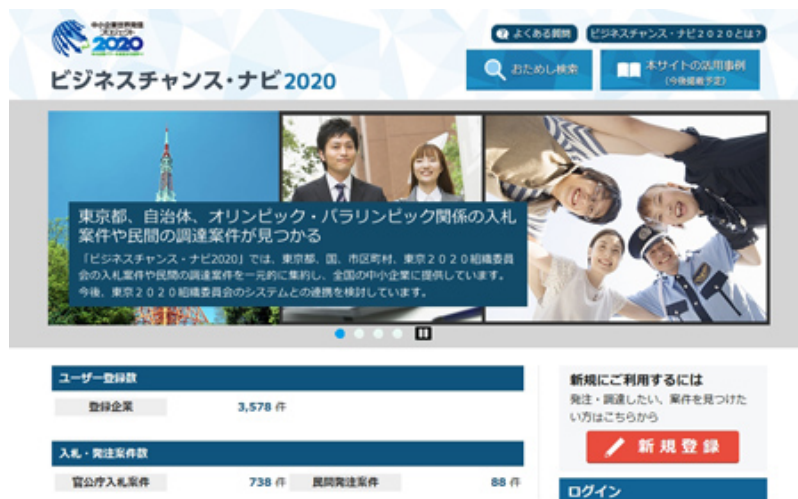 中小企業世界発信
プロジェクト
2020
ビジネスチャンス・ナビ2020
よくある質問
ビジネスチャンス・ナビ2020とは?
おためし検索
本サイトの活用事例
(今後掲載予定)
東京都、自治体、オリンピック・パラリンピック関係の入札
案件や民間の調達案件が見つかる
「ビジネスチャンス・ナビ2020」では、東京都、国、市区町村、東京2020組織委員
会の入札案件や民間の調達案件を一元的に集約し、全国の中小企業に提供しています。
今後、東京2020組織委員会のシステムとの連携を検討しています。
ユーザー登録数
登録企業 3,578 件
入札・発注案件数
官公庁入札案件 738 件 民間発注案件 88 件
新規にご利用するには
発注・調達したい、案件を見つけた
い方はこちらから
新規登録
ログイン